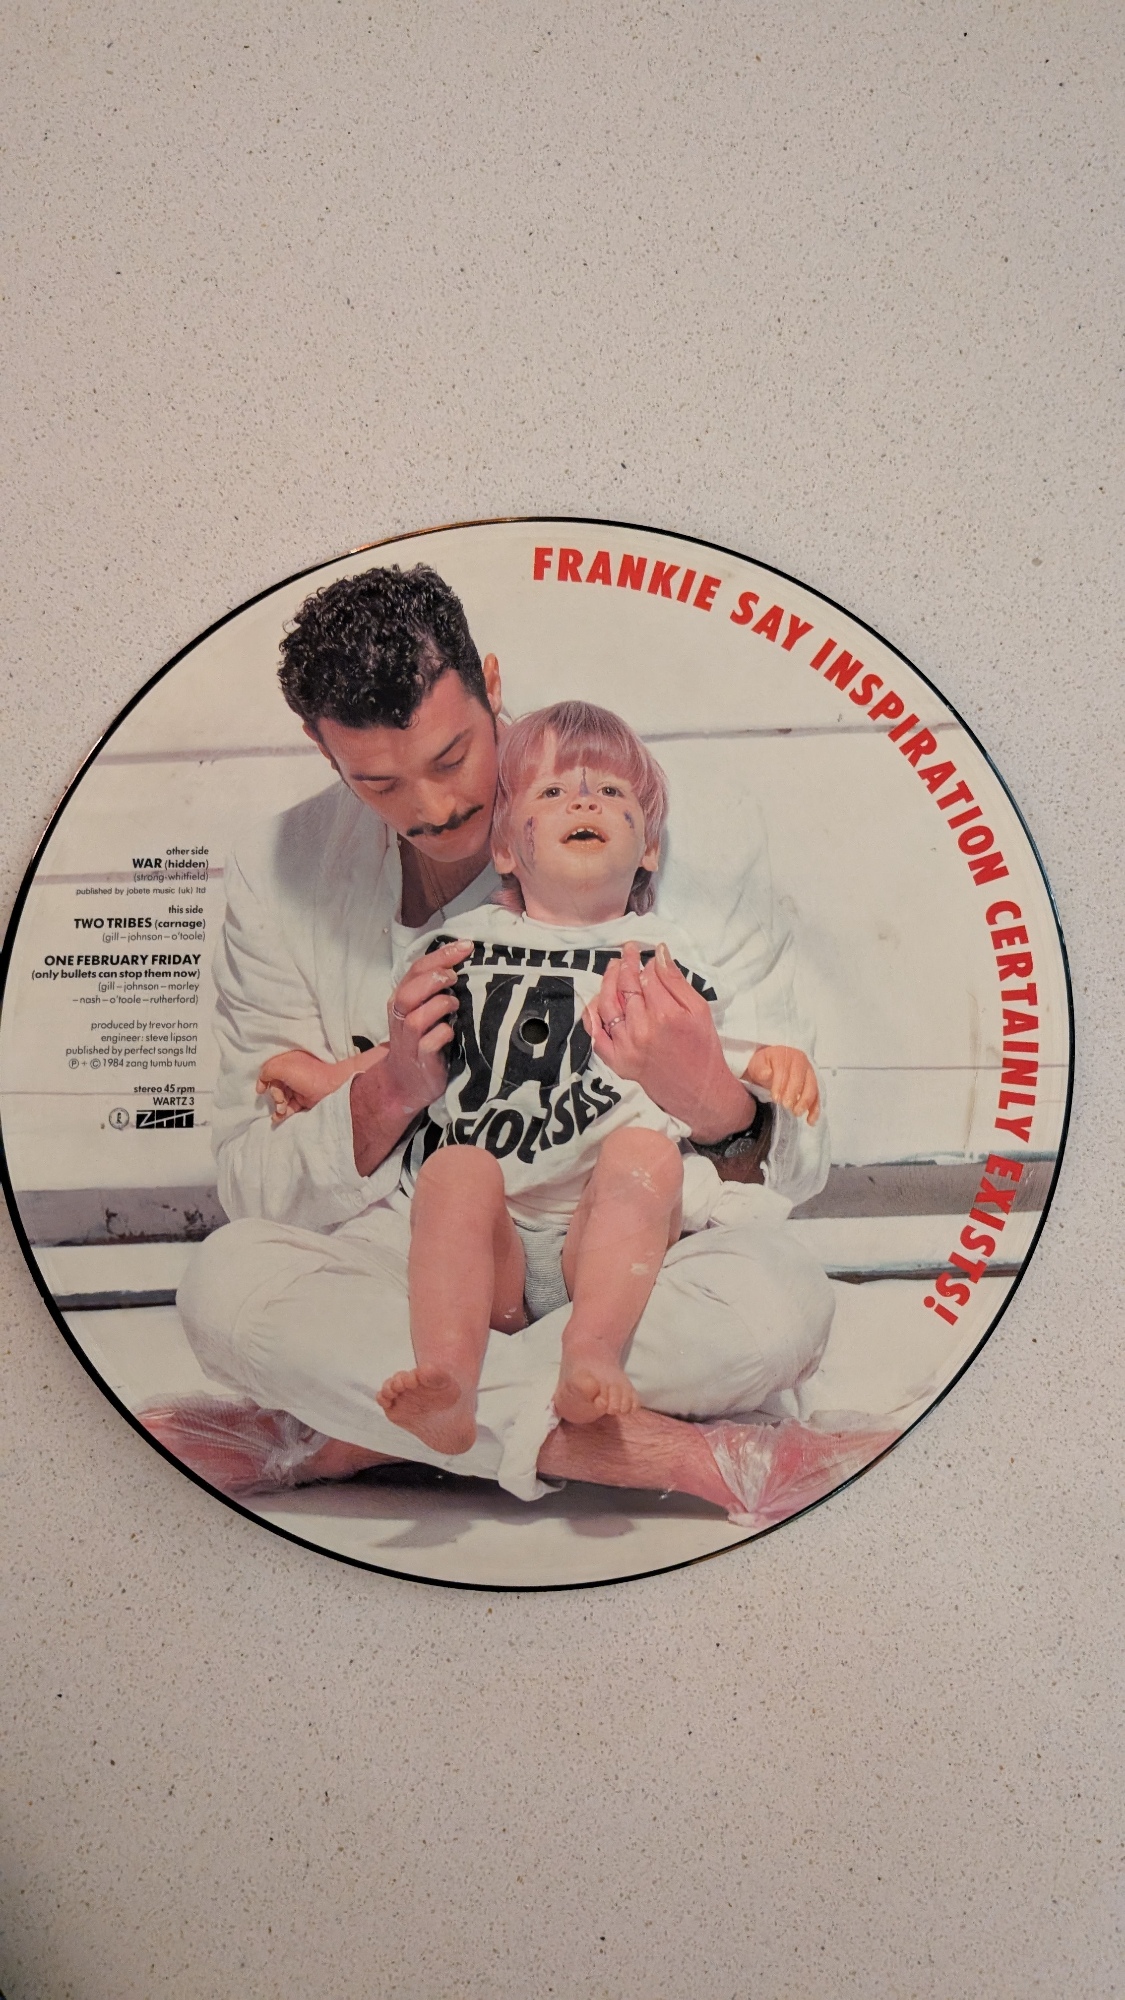 FRANKIE SAY INSPIRATION CERTAINLY EXISTS!
other side
WAR (hidden)
(strong-whitfield)
published by jobete music (uk) ltd
this side
TWO TRIBES (carnage)
(gill – johnson – o'toole)
ONE FEBRUARY FRIDAY
(only bullets can stop them now)
(gill – johnson – morley
– nash – o'toole – rutherford)
produced by trevor horn
engineer: steve lipson
published by perfect songs ltd
Ⓟ + © 1984 zang tumb tuum
stereo 45 rpm
WARTZ 3
ZTT
WA
YOURSELF